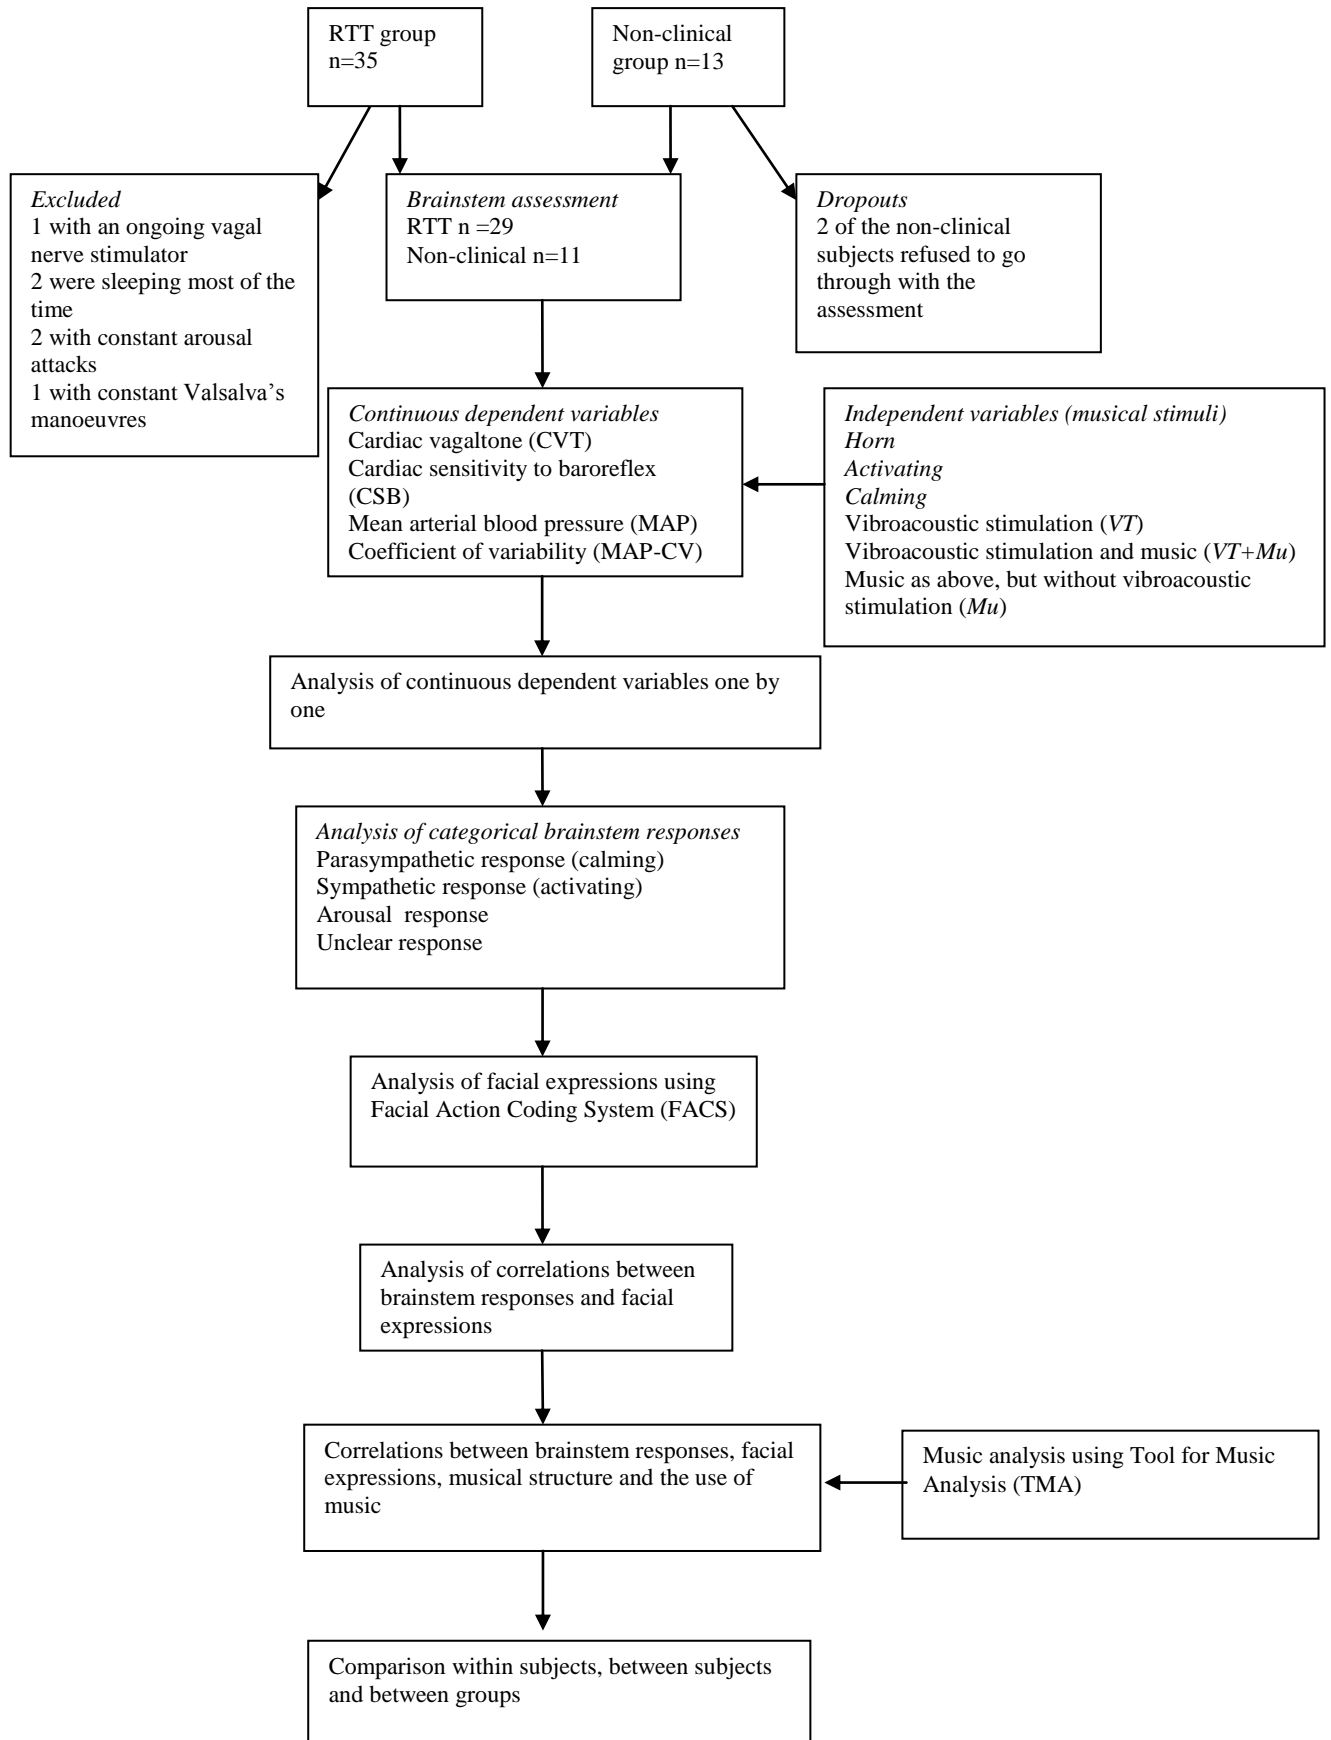 RTT group
n=35
Non-clinical
group n=13
Excluded
1 with an ongoing vagal
nerve stimulator
2 were sleeping most of the
time
2 with constant arousal
attacks
1 with constant Valsalva’s
manoeuvres
Brainstem assessment
RTT n =29
Non-clinical n=11
Dropouts
2 of the non-clinical
subjects refused to go
through with the
assessment
Continuous dependent variables
Cardiac vagaltone (CVT)
Cardiac sensitivity to baroreflex
(CSB)
Mean arterial blood pressure (MAP)
Coefficient of variability (MAP-CV)
Independent variables (musical stimuli)
Horn
Activating
Calming
Vibroacoustic stimulation (VT)
Vibroacoustic stimulation and music (VT+Mu)
Music as above, but without vibroacoustic
stimulation (Mu)
Analysis of continuous dependent variables one by
one
Analysis of categorical brainstem responses
Parasympathetic response (calming)
Sympathetic response (activating)
Arousal  response
Unclear response
Analysis of facial expressions using
Facial Action Coding System (FACS)
Analysis of correlations between
brainstem responses and facial
expressions
Correlations between brainstem responses, facial
expressions, musical structure and the use of
music
Music analysis using Tool for Music
Analysis (TMA)
Comparison within subjects, between subjects
and between groups